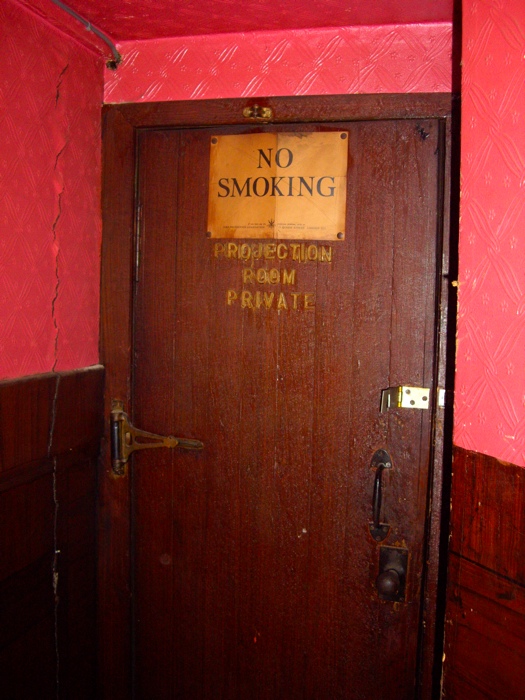 NO
SMOKING
PROJECTION
ROOM
PRIVATE